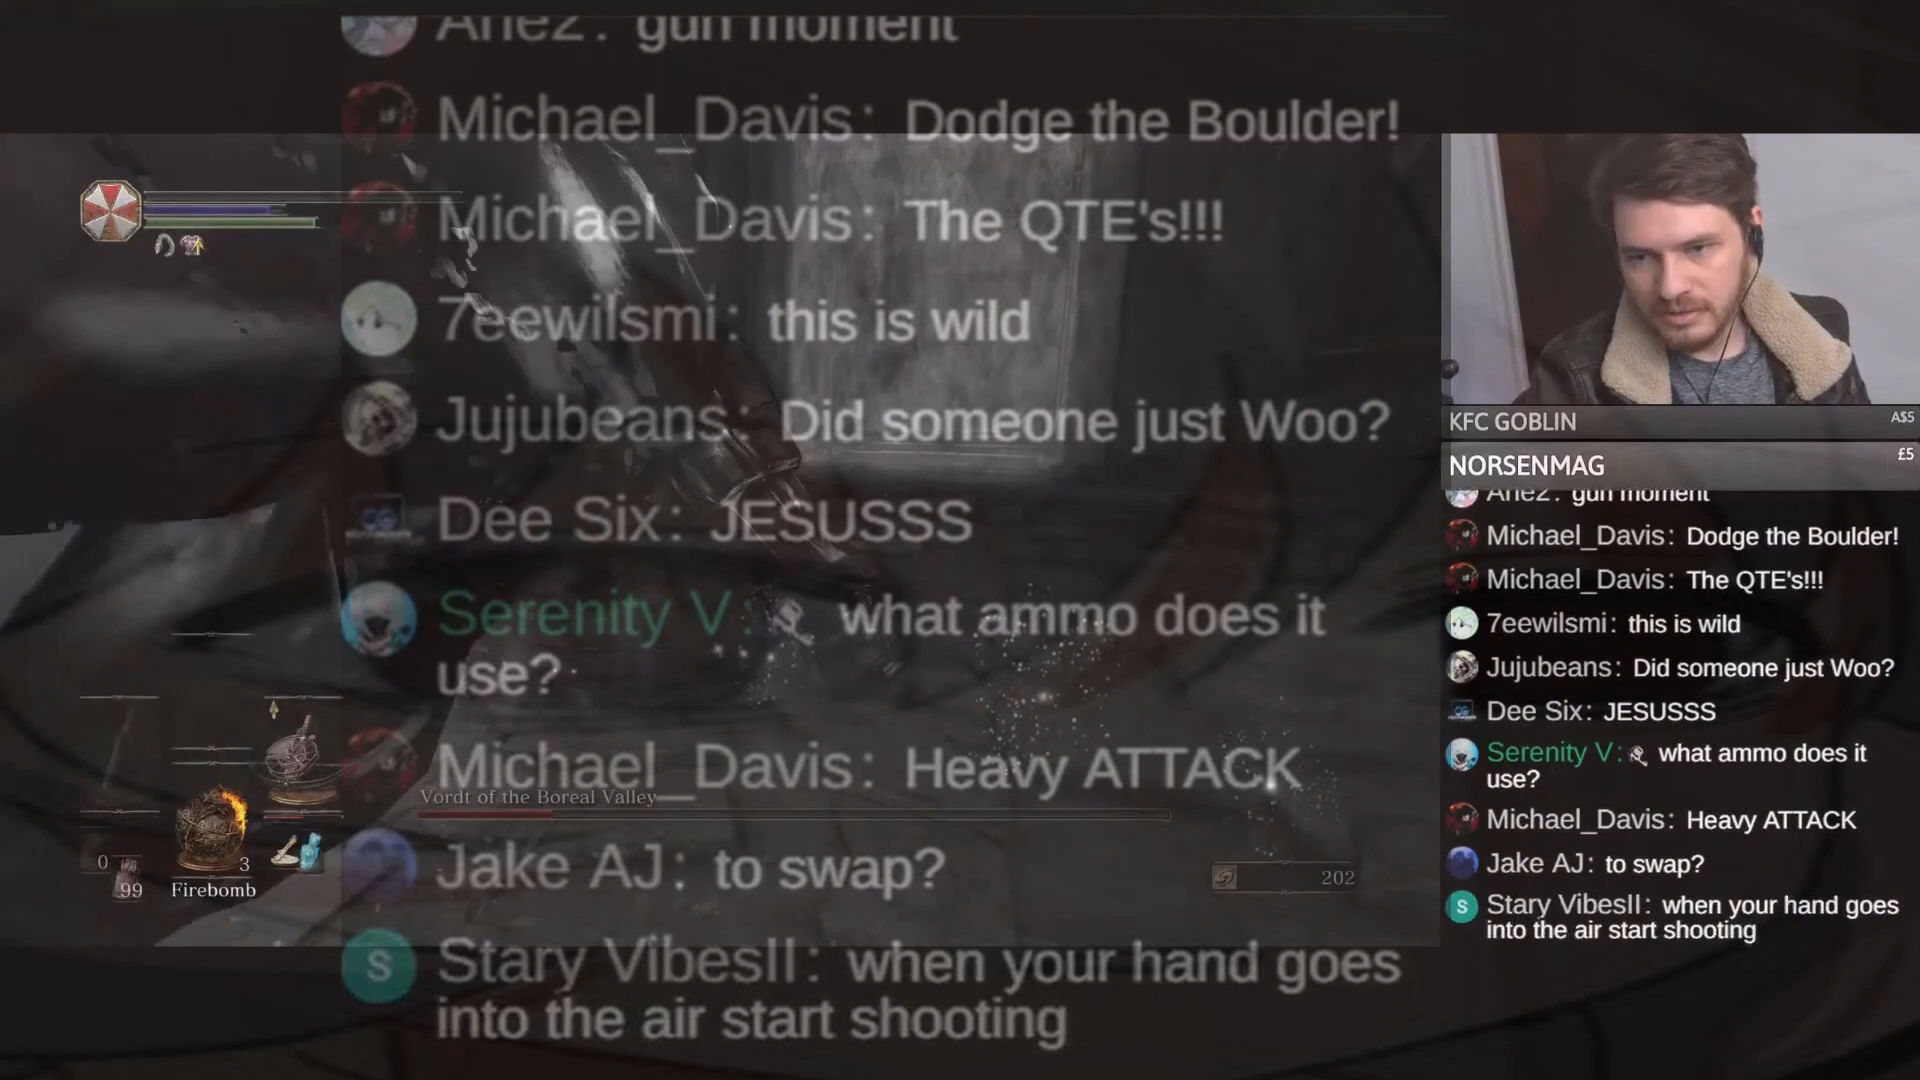 Arie2: gun moment
Michael_Davis: Dodge the Boulder!
Michael_Davis: The QTE's!!!
7eewilsmi: this is wild
Jujubeans: Did someone just Woo?
Dee Six: JESUSSS
Serenity V: what ammo does it
use?
Michael_Davis: Heavy ATTACK
Vordt of the Boreal Valley
Jake AJ: to swap?
0
3
99
Firebomb
202
S
Stary VibesII: when your hand goes
into the air start shooting
KFC GOBLIN A$5
NORSENMAG £5
Arie2: gun moment
Michael_Davis: Dodge the Boulder!
Michael_Davis: The QTE's!!!
7eewilsmi: this is wild
Jujubeans: Did someone just Woo?
CG
Dee Six: JESUSSS
Serenity V: what ammo does it
use?
Michael_Davis: Heavy ATTACK
Jake AJ: to swap?
S
Stary VibesII: when your hand goes
into the air start shooting